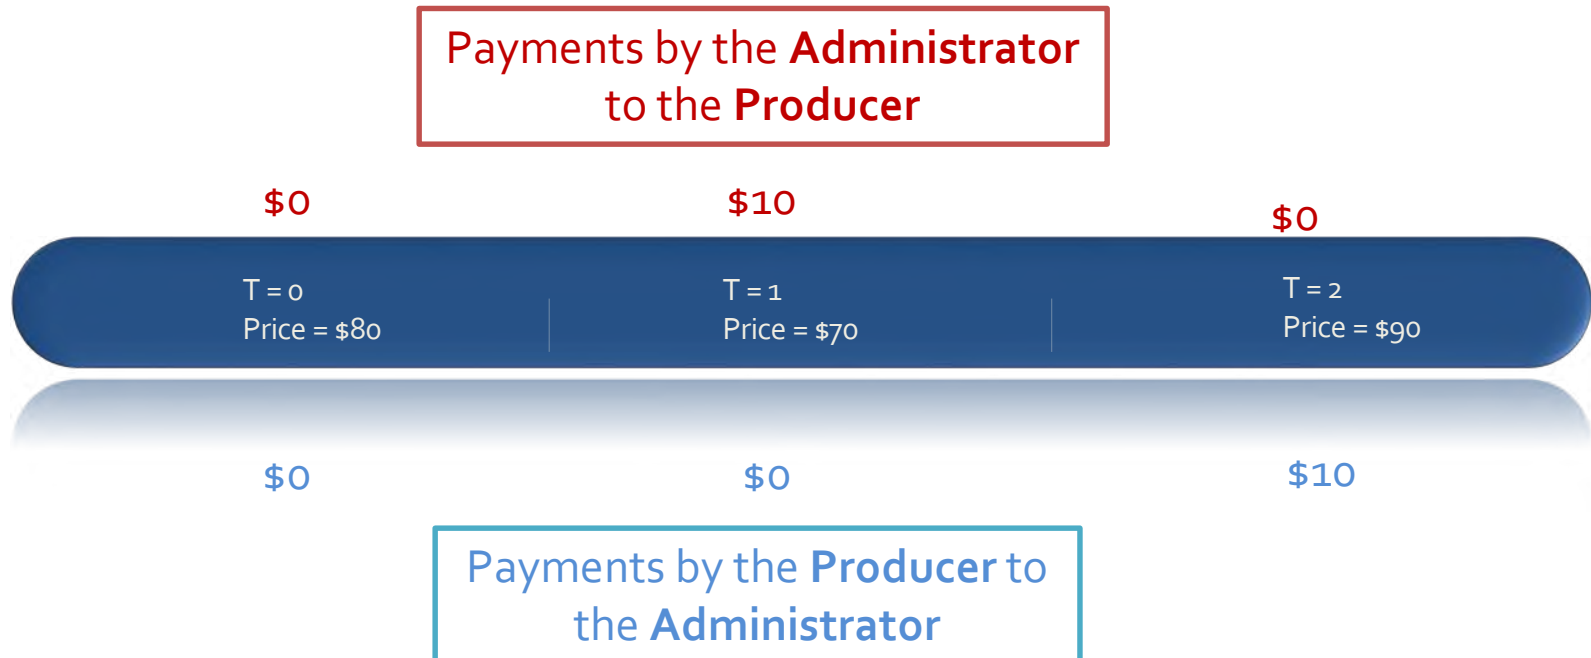 Payments by the Administrator
to the Producer
$0
$10
$0
T = 0
Price = $80
T = 1
Price = $70
T = 2
Price = $90
$0
$0
$10
Payments by the Producer to
the Administrator